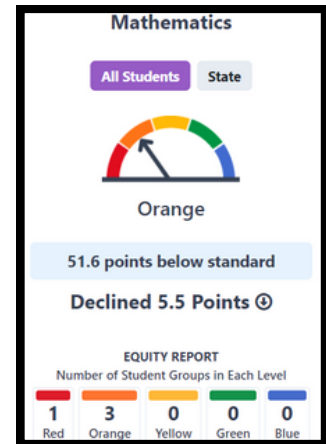 Mathematics
All Students State
Orange
51.6 points below standard
Declined 5.5 Points
EQUITY REPORT
Number of Student Groups in Each Level
1 3 0 0 0
Red Orange Yellow Green Blue